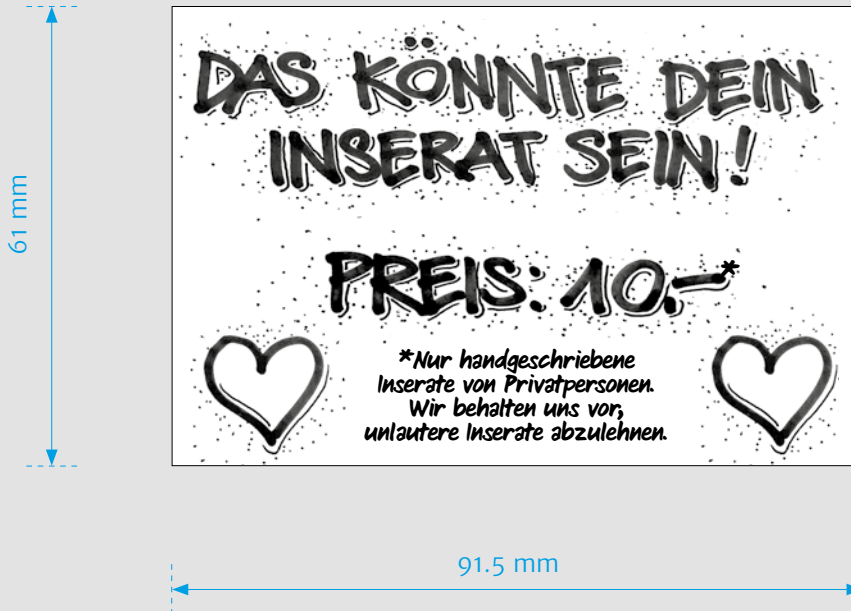 DAS KÖNNTE DEIN
INSERAT SEIN!
PREIS: 10.–*
*Nur handgeschriebene
Inserate von Privatpersonen.
Wir behalten uns vor,
unlautere Inserate abzulehnen.
61 mm
91.5 mm